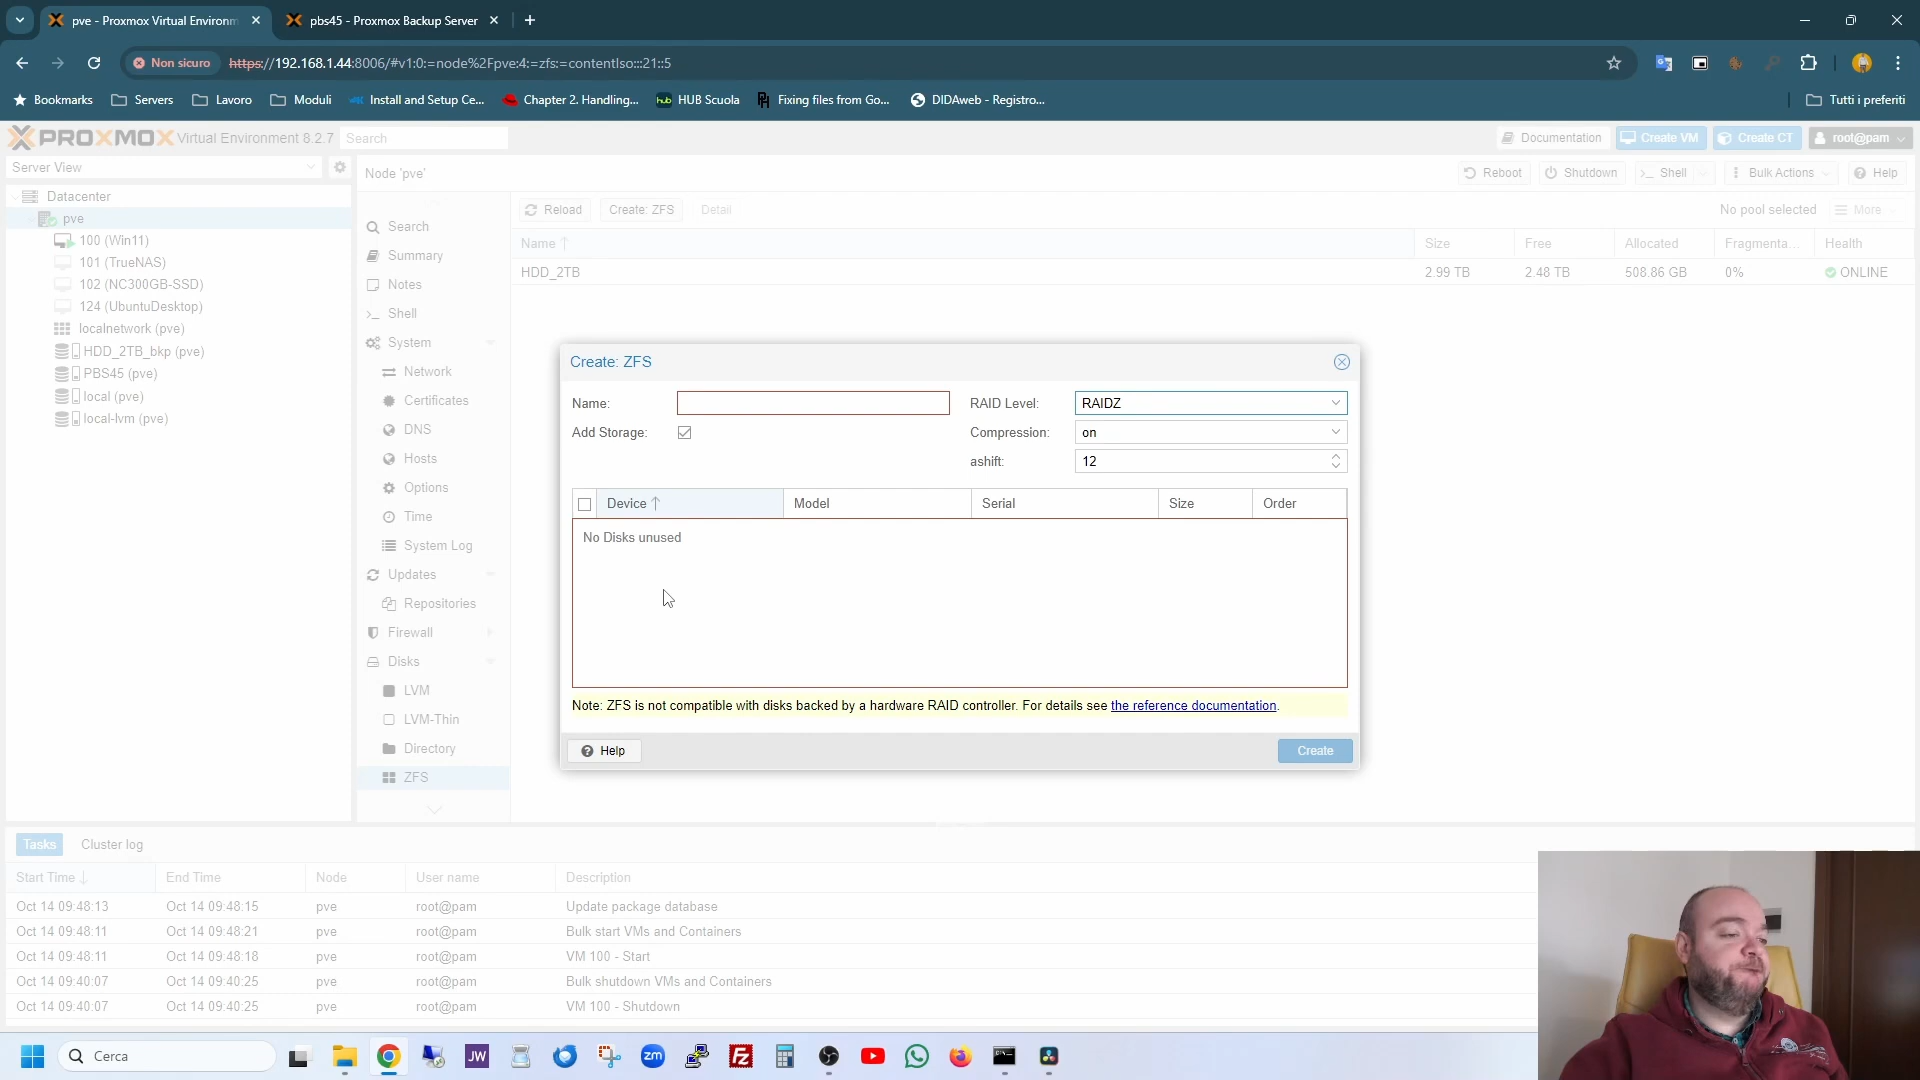 pve - Proxmox Virtual Environm
pbs45 - Proxmox Backup Server
Non sicuro
https://192.168.1.44:8006/#v1:0:=node%2Fpve:4:=zfs:=contentIso:::21::5
Bookmarks
Servers
Lavoro
Moduli
Install and Setup Ce...
Chapter 2. Handling...
HUB Scuola
Fixing files from Go...
DIDAweb - Registro...
Tutti i preferiti
PROXMOX Virtual Environment 8.2.7
Search
Documentation
Create VM
Create CT
root@pam
Server View
Node 'pve'
Reboot
Shutdown
Shell
Bulk Actions
Help
Datacenter
pve
100 (Win11)
101 (TrueNAS)
102 (NC300GB-SSD)
124 (UbuntuDesktop)
localnetwork (pve)
HDD_2TB_bkp (pve)
PBS45 (pve)
local (pve)
local-lvm (pve)
Search
Summary
Notes
Shell
System
Network
Certificates
DNS
Hosts
Options
Time
System Log
Updates
Repositories
Firewall
Disks
LVM
LVM-Thin
Directory
ZFS
Reload
Create: ZFS
Detail
No pool selected
More
Name
Size
Free
Allocated
Fragmenta...
Health
HDD_2TB
2.99 TB
2.48 TB
508.86 GB
0%
ONLINE
Create: ZFS
Name:
RAID Level:
RAIDZ
Add Storage:
Compression:
on
ashift:
12
Device
Model
Serial
Size
Order
No Disks unused
Note: ZFS is not compatible with disks backed by a hardware RAID controller. For details see the reference documentation.
Help
Create
Tasks
Cluster log
Start Time
End Time
Node
User name
Description
Oct 14 09:48:13
Oct 14 09:48:15
pve
root@pam
Update package database
Oct 14 09:48:11
Oct 14 09:48:21
pve
root@pam
Bulk start VMs and Containers
Oct 14 09:48:11
Oct 14 09:48:18
pve
root@pam
VM 100 - Start
Oct 14 09:40:07
Oct 14 09:40:25
pve
root@pam
Bulk shutdown VMs and Containers
Oct 14 09:40:07
Oct 14 09:40:25
pve
root@pam
VM 100 - Shutdown
Cerca
JW
zm
FZ